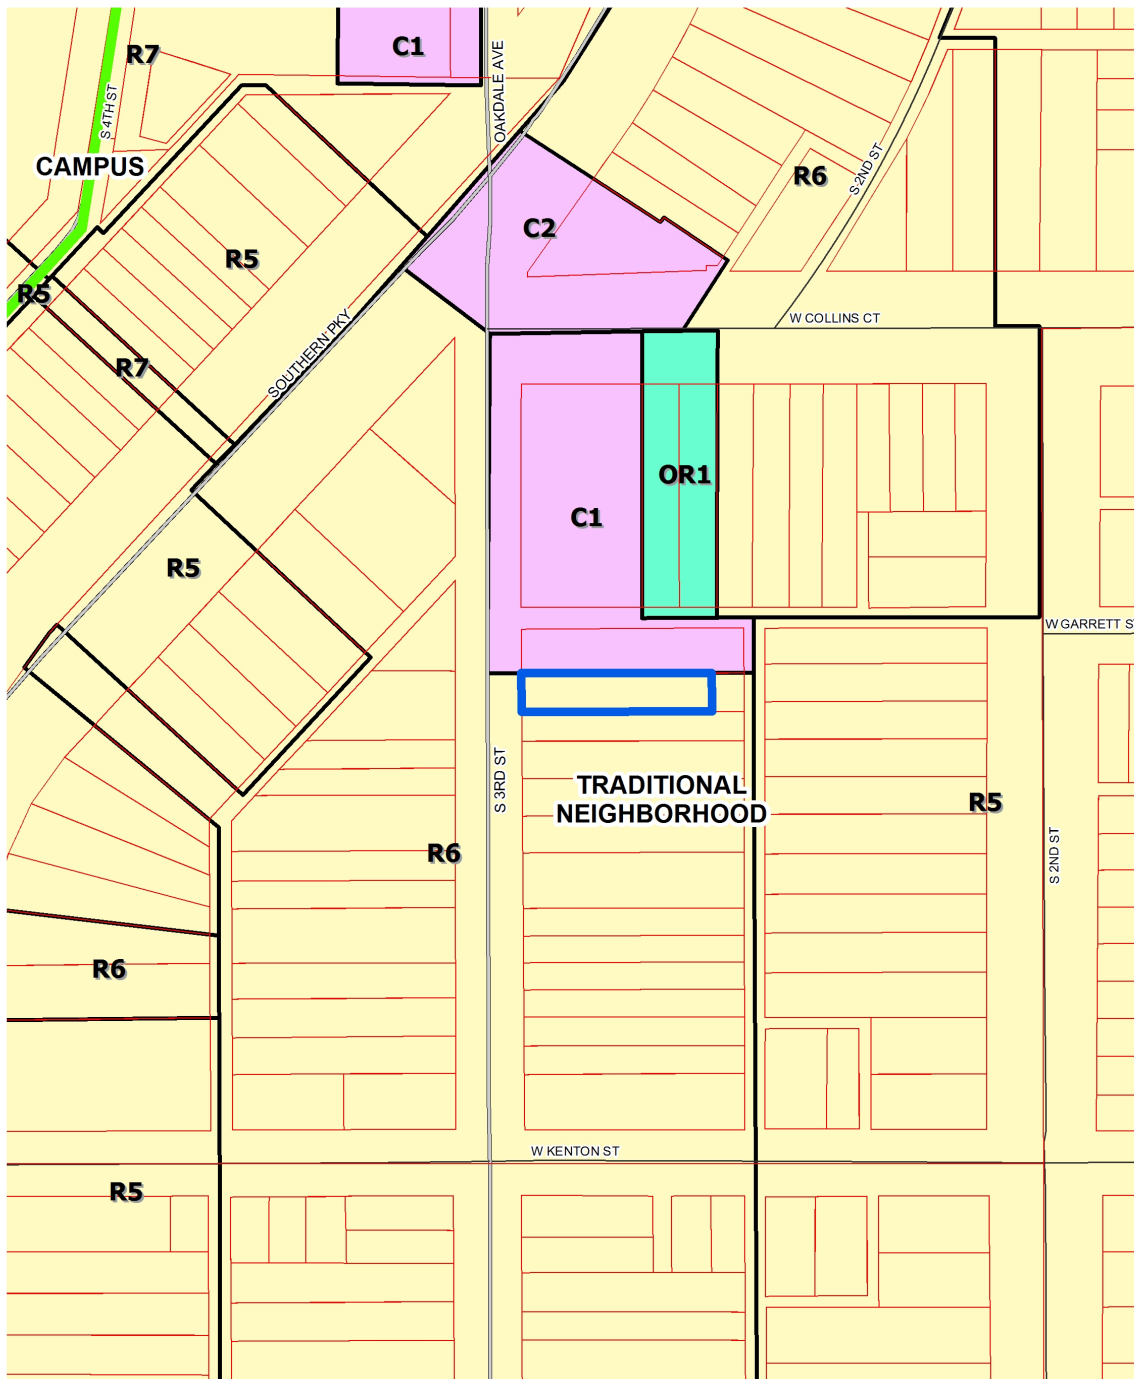 C1
R7
OAKDALE AVE
S 4TH ST
CAMPUS
R6
S 2ND ST
C2
R5
R5
W COLLINS CT
SOUTHERN PKY
R7
OR1
C1
R5
W GARRETT S
S 3RD ST
TRADITIONAL
NEIGHBORHOOD
R5
R6
S 2ND ST
R6
W KENTON ST
R5